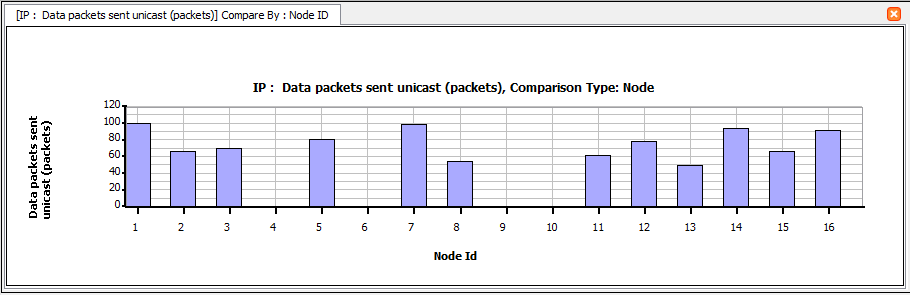 [IP :  Data packets sent unicast (packets)] Compare By : Node ID
IP :  Data packets sent unicast (packets), Comparison Type: Node
Data packets sent
unicast (packets)
120
100
80
60
40
20
0
1 2 3 4 5 6 7 8 9 10 11 12 13 14 15 16
Node Id